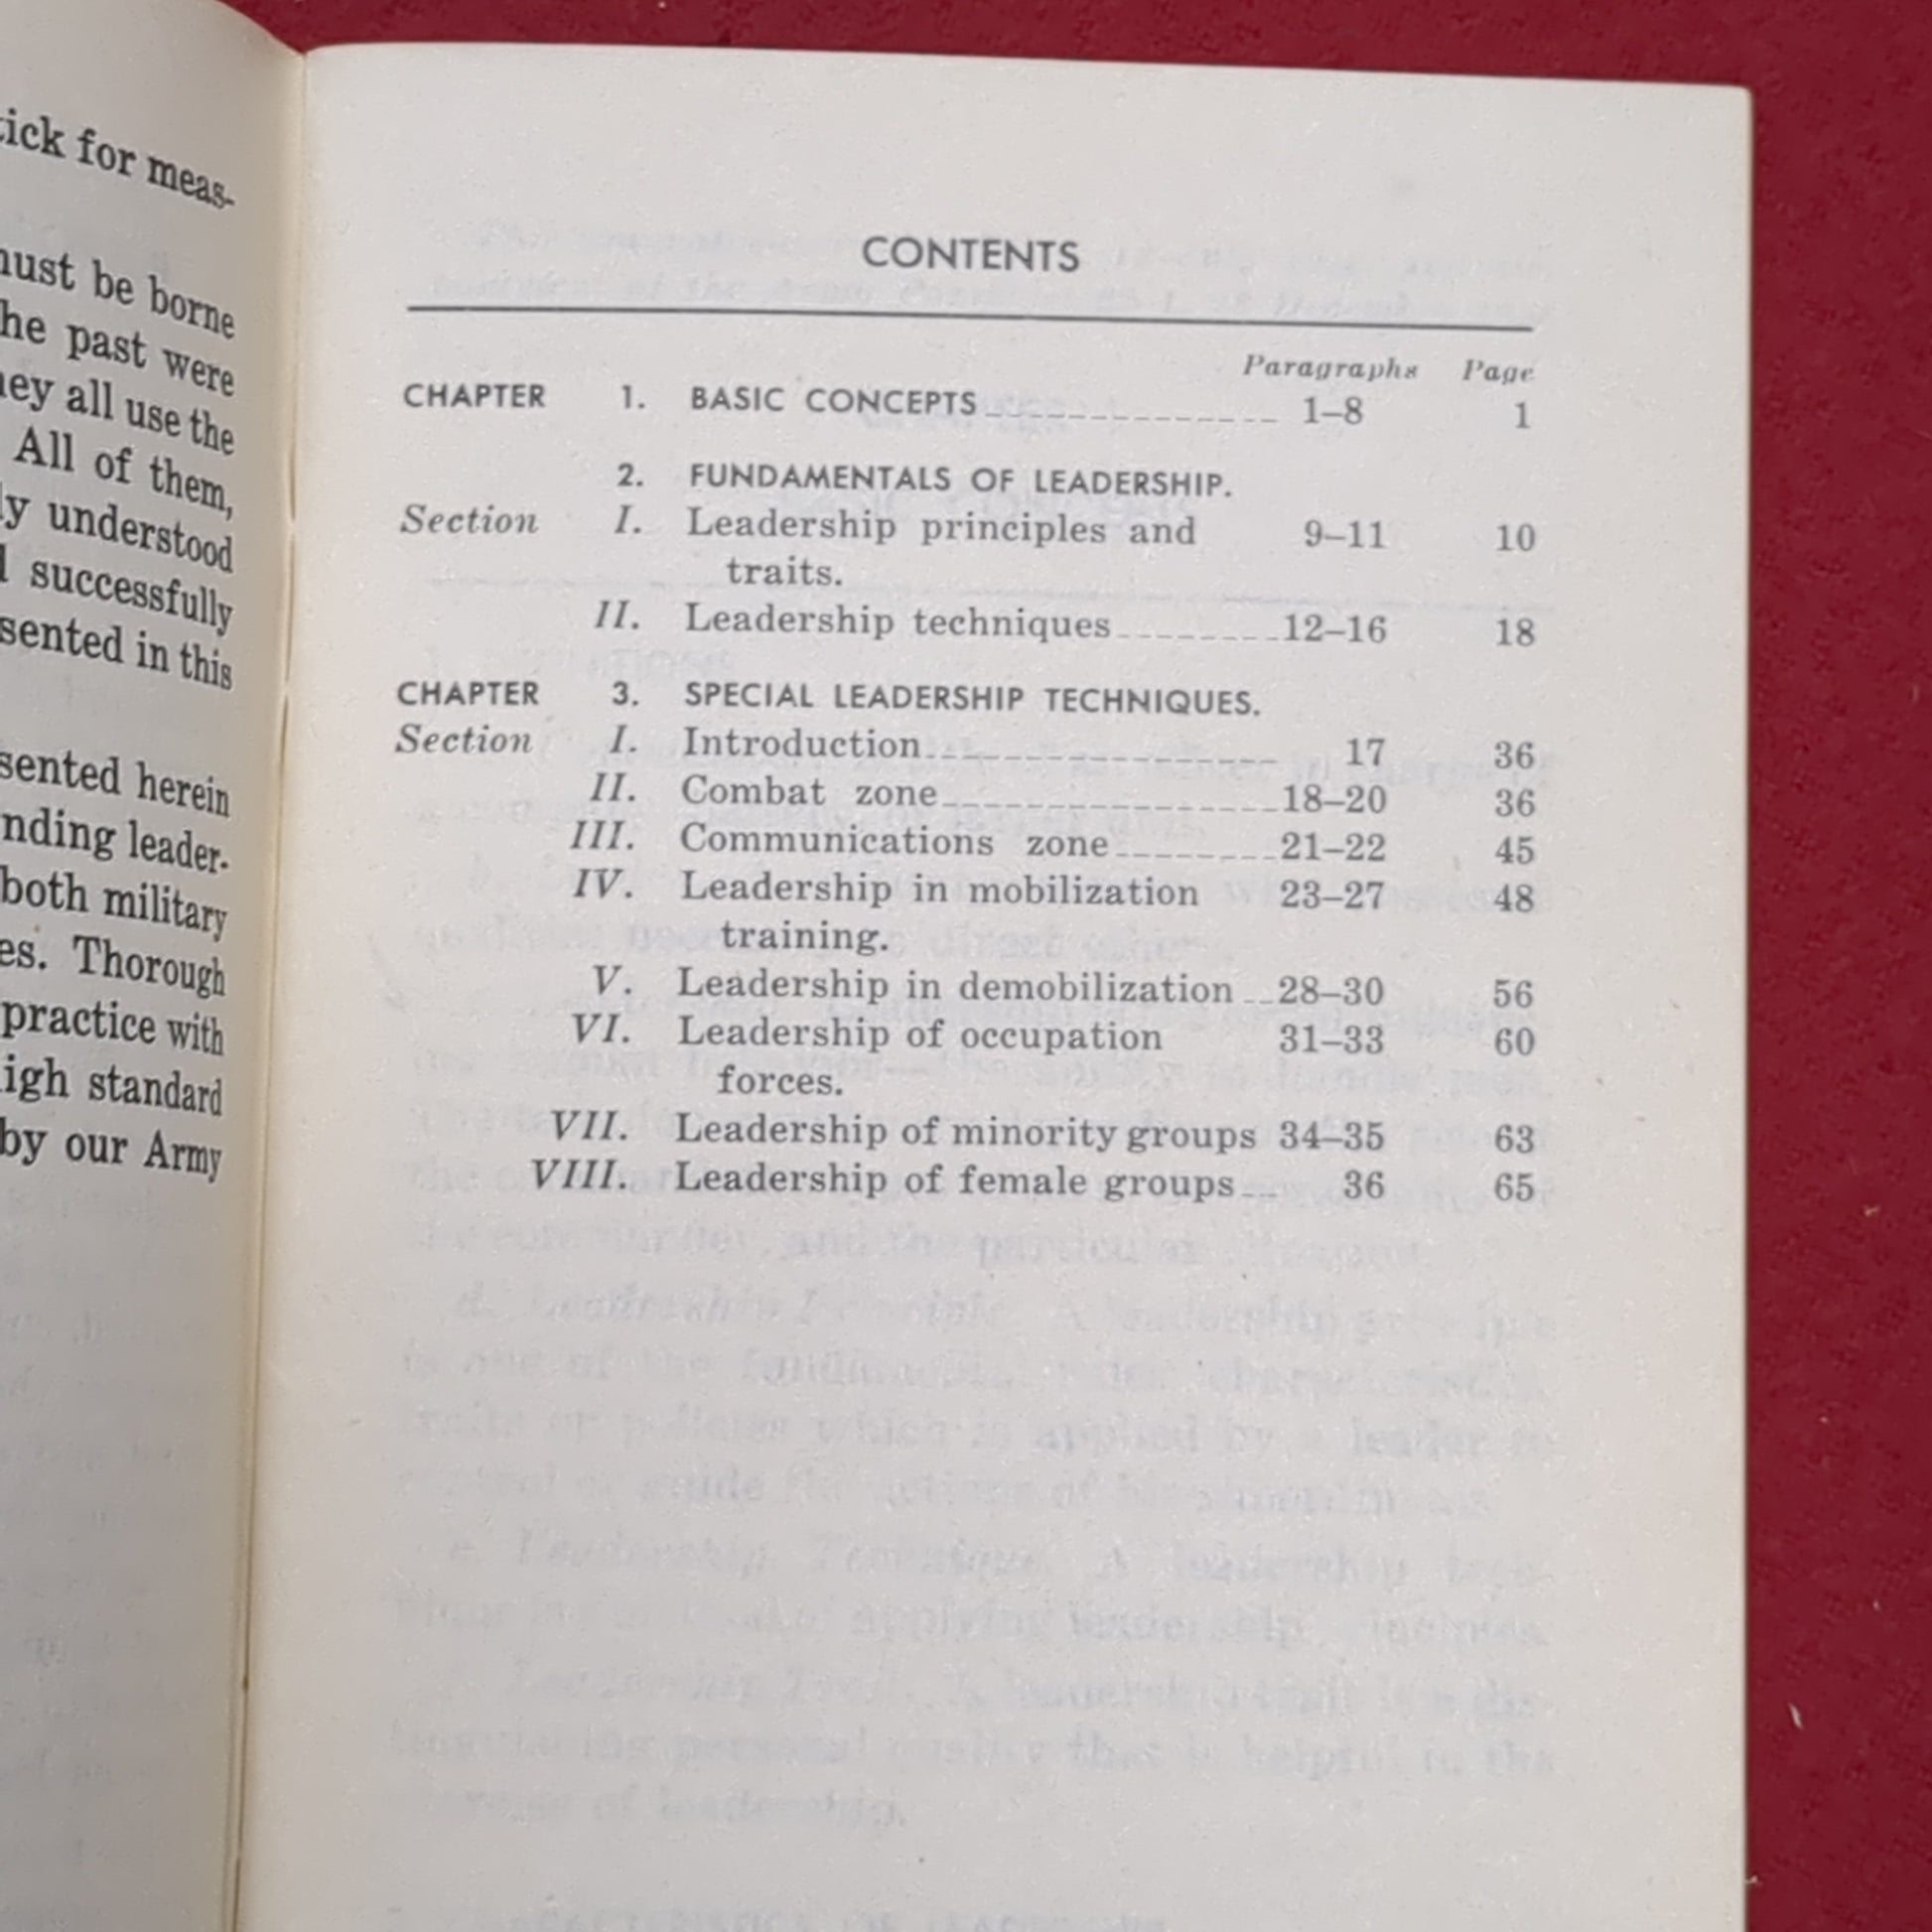 tick for meas-
must be borne
the past were
they all use the
All of them,
understood
successfully
sented in this
sented herein
nding leader-
both military
es. Thorough
practice with
igh standard
by our Army
CONTENTS
Paragraphs Page
CHAPTER 1. BASIC CONCEPTS 1–8 1
2. FUNDAMENTALS OF LEADERSHIP.
Section I. Leadership principles and 9–11 10
traits.
II. Leadership techniques 12–16 18
CHAPTER 3. SPECIAL LEADERSHIP TECHNIQUES.
Section I. Introduction 17 36
II. Combat zone 18–20 36
III. Communications zone 21–22 45
IV. Leadership in mobilization 23–27 48
training.
V. Leadership in demobilization 28–30 56
VI. Leadership of occupation 31–33 60
forces.
VII. Leadership of minority groups 34–35 63
VIII. Leadership of female groups 36 65